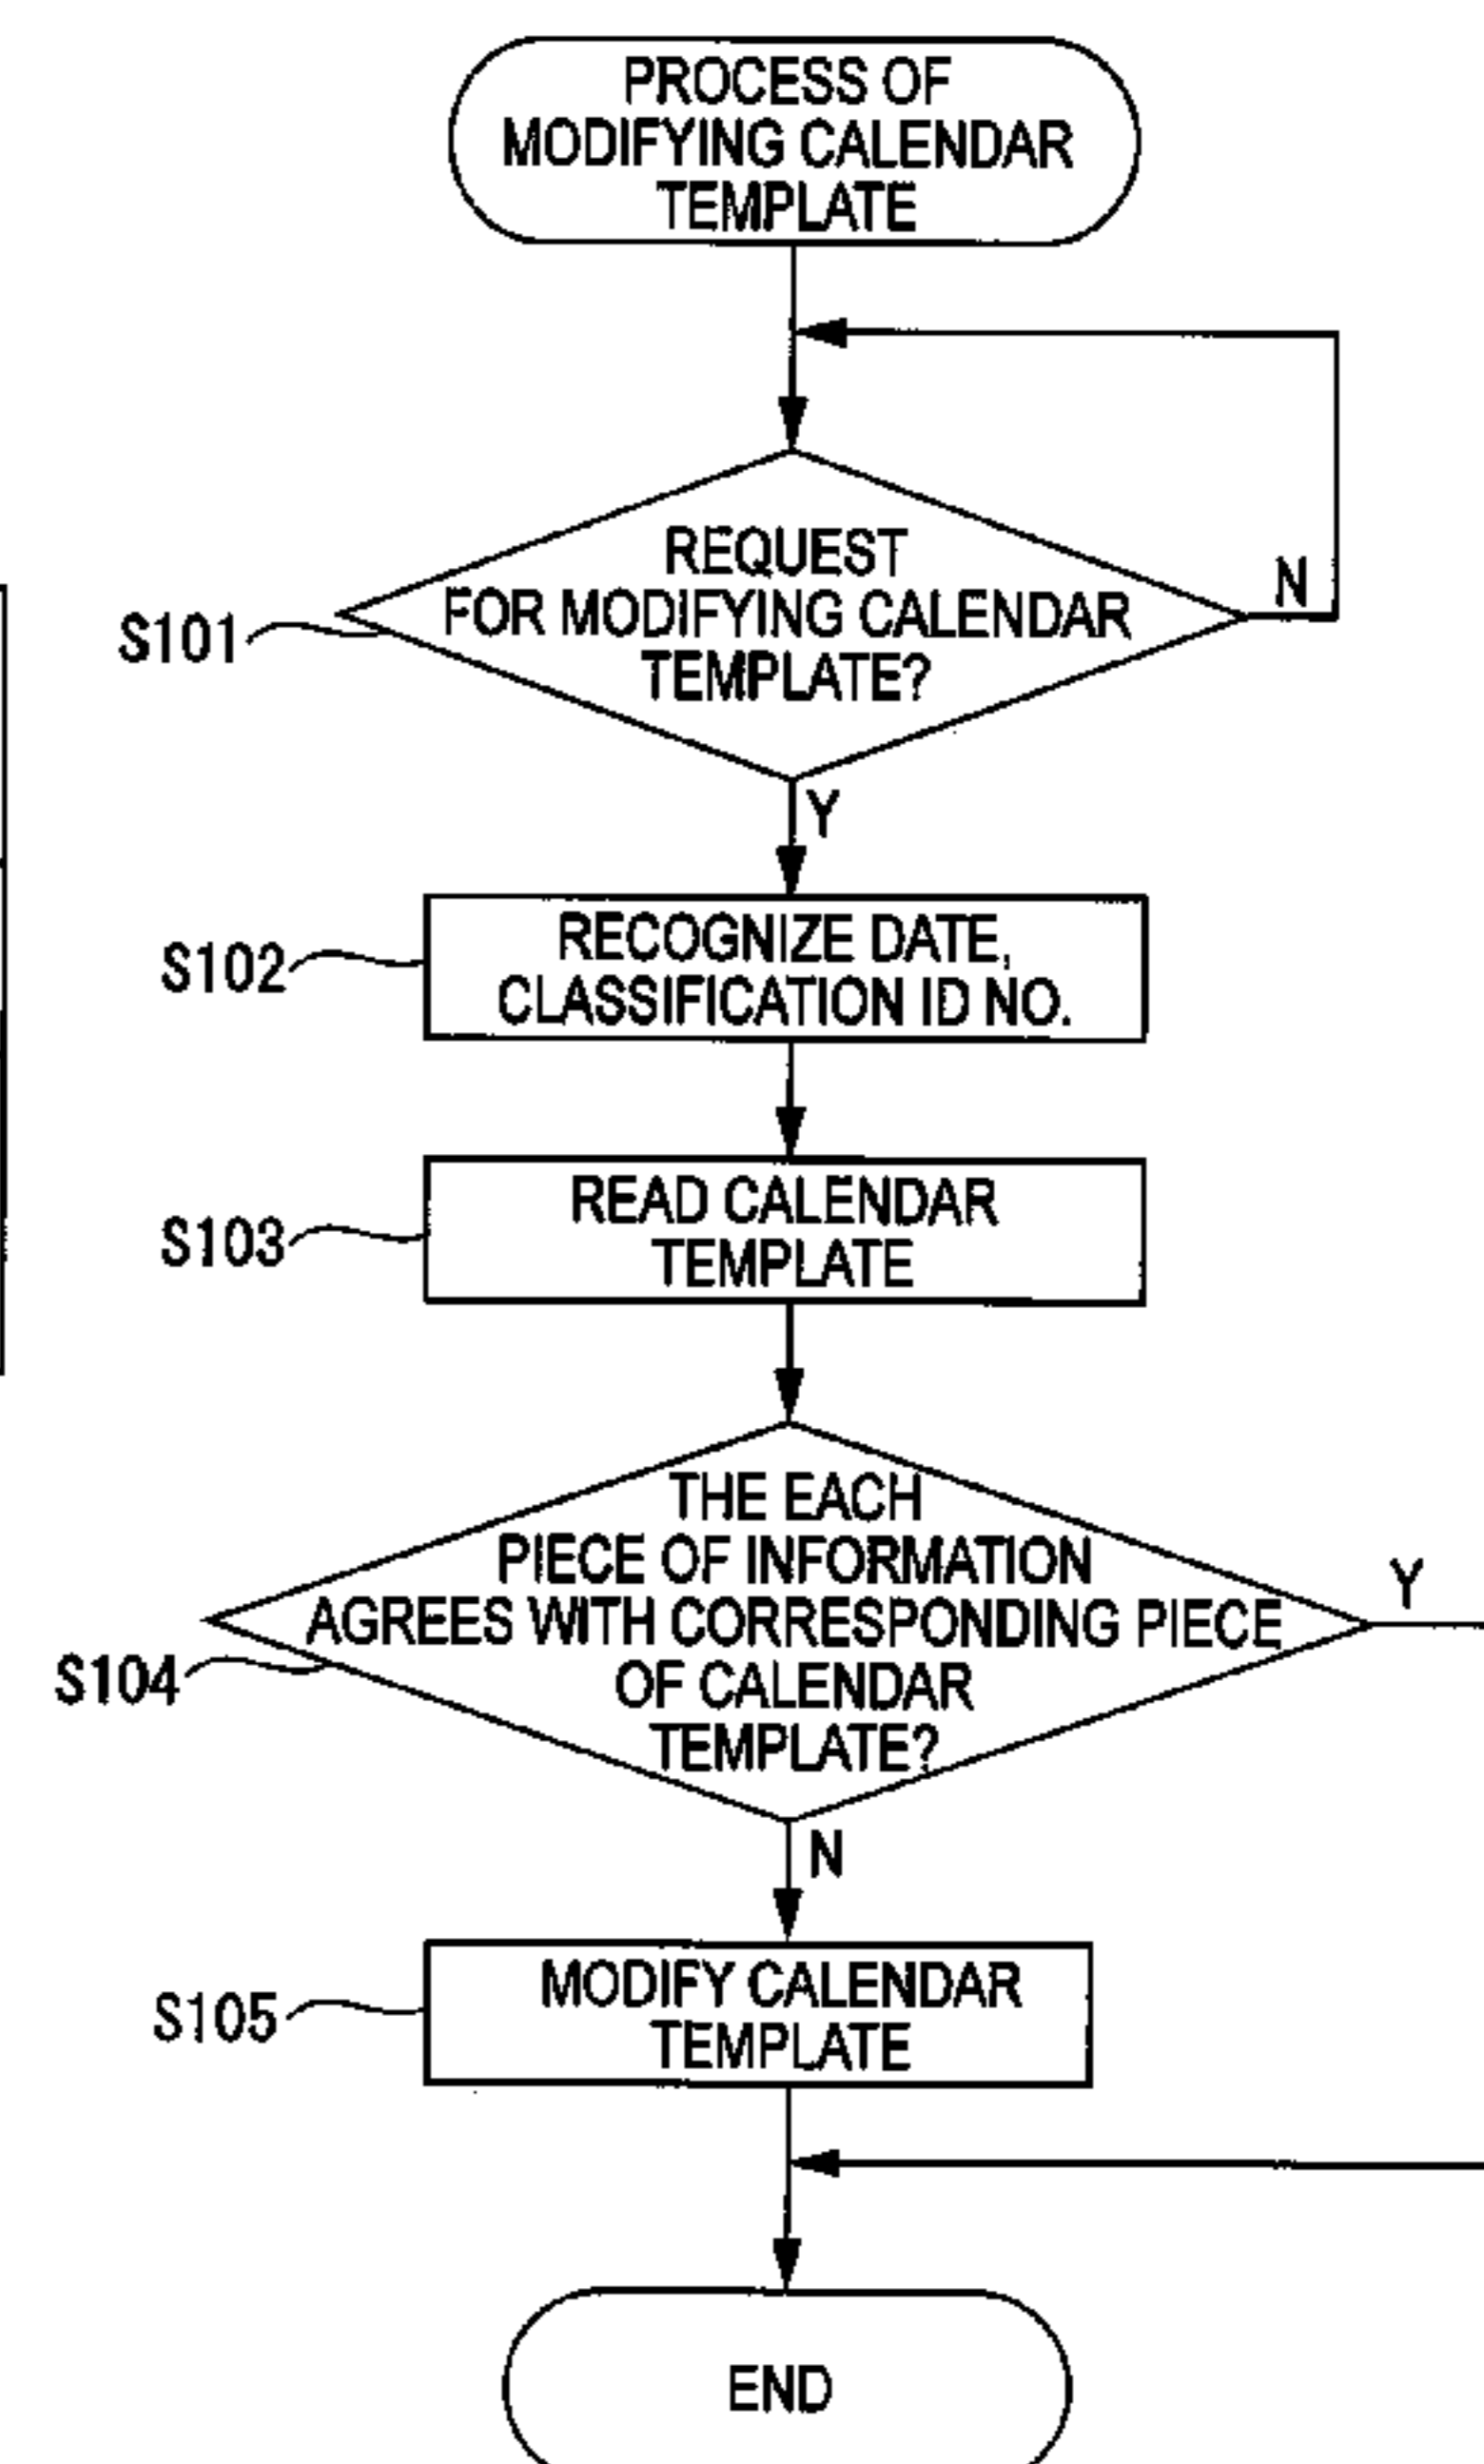 PROCESS OF
MODIFYING CALENDAR
TEMPLATE
REQUEST
FOR MODIFYING CALENDAR
TEMPLATE?
N
S101
Y
RECOGNIZE DATE,
CLASSIFICATION ID NO.
S102
READ CALENDAR
TEMPLATE
S103
THE EACH
PIECE OF INFORMATION
AGREES WITH CORRESPONDING PIECE
OF CALENDAR
TEMPLATE?
Y
S104
N
MODIFY CALENDAR
TEMPLATE
S105
END